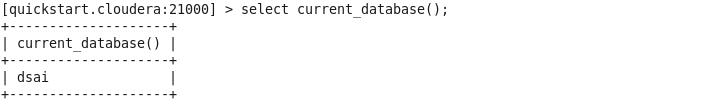 [quickstart.cloudera:21000] > select current_database();
+--------------------+
| current_database() |
+--------------------+
| dsai               |
+--------------------+